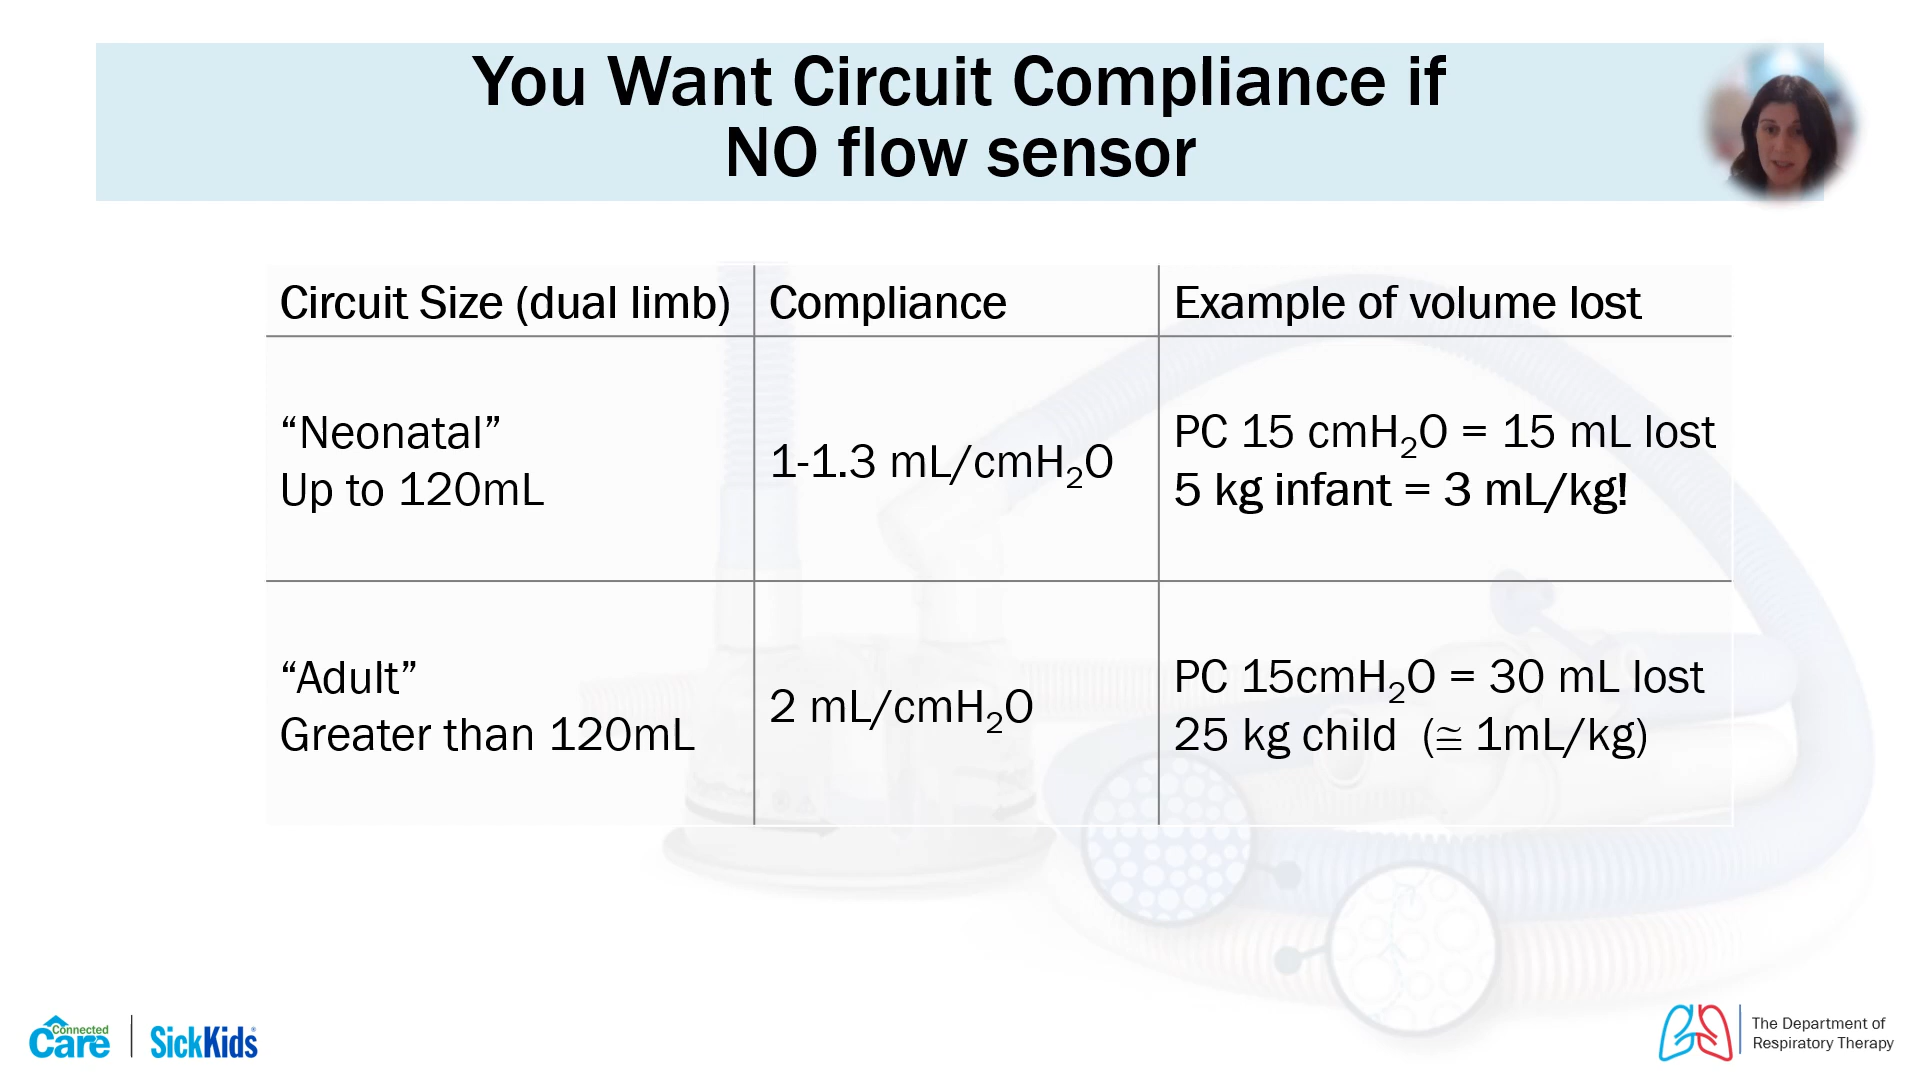 You Want Circuit Compliance if
NO flow sensor
Circuit Size (dual limb)
Compliance
Example of volume lost
“Neonatal”
Up to 120mL
1-1.3 mL/cmH₂O
PC 15 cmH₂O = 15 mL lost
5 kg infant = 3 mL/kg!
“Adult”
Greater than 120mL
2 mL/cmH₂O
PC 15cmH₂O = 30 mL lost
25 kg child (≅ 1mL/kg)
Connected
Care
SickKids®
The Department of
Respiratory Therapy